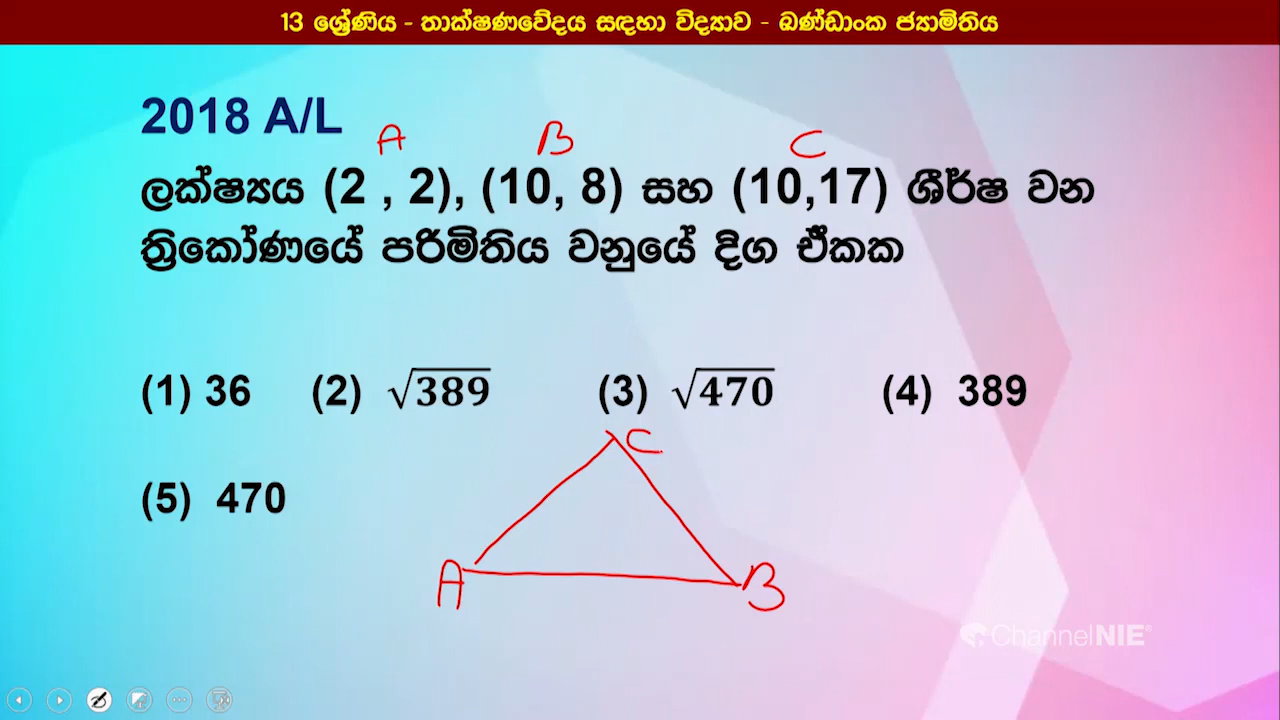 13 ශ්‍රේණිය - තාක්ෂණවේදය සඳහා විද්‍යාව - ඛණ්ඩාංක ජ්‍යාමිතිය
2018 A/L
A B C
ලක්ෂ්‍යය (2 , 2), (10, 8) සහ (10,17) ශීර්ෂ වන
ත්‍රිකෝණයේ පරිමිතිය වනුයේ දිග ඒකක
(1) 36 (2) √389 (3) √470 (4) 389
C
(5) 470
A B
ChannelNIE